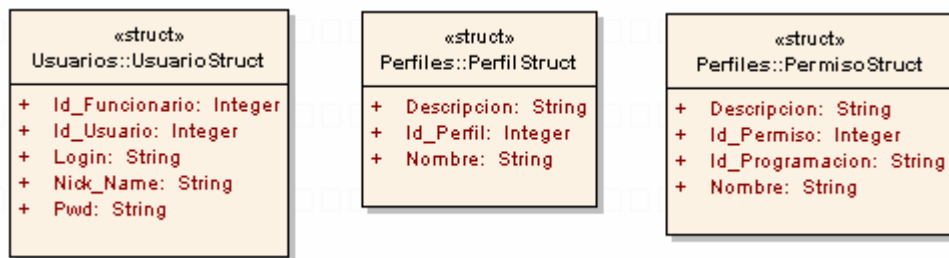 «struct»
Usuarios::UsuarioStruct
+ Id_Funcionario: Integer
+ Id_Usuario: Integer
+ Login: String
+ Nick_Name: String
+ Pwd: String
«struct»
Perfiles::PerfilStruct
+ Descripcion: String
+ Id_Perfil: Integer
+ Nombre: String
«struct»
Perfiles::PermisoStruct
+ Descripcion: String
+ Id_Permiso: Integer
+ Id_Programacion: String
+ Nombre: String